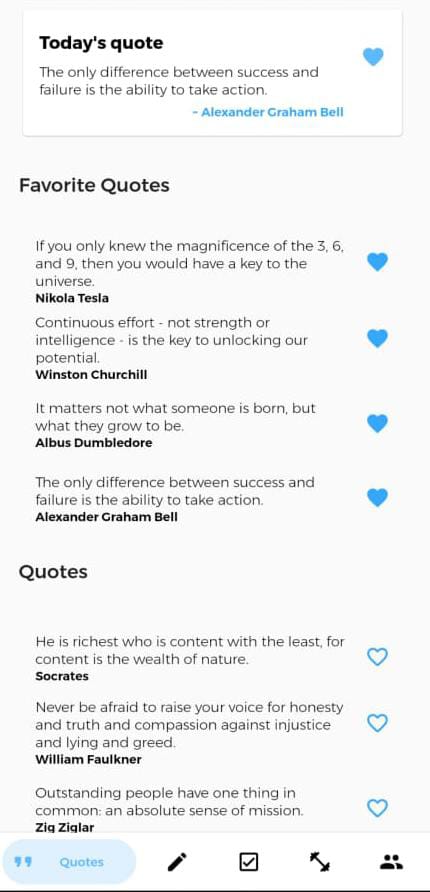 Today's quote
The only difference between success and
failure is the ability to take action.
- Alexander Graham Bell
Favorite Quotes
If you only knew the magnificence of the 3, 6,
and 9, then you would have a key to the
universe.
Nikola Tesla
Continuous effort - not strength or
intelligence - is the key to unlocking our
potential.
Winston Churchill
It matters not what someone is born, but
what they grow to be.
Albus Dumbledore
The only difference between success and
failure is the ability to take action.
Alexander Graham Bell
Quotes
He is richest who is content with the least, for
content is the wealth of nature.
Socrates
Never be afraid to raise your voice for honesty
and truth and compassion against injustice
and lying and greed.
William Faulkner
Outstanding people have one thing in
common: an absolute sense of mission.
Zig Ziglar
Quotes